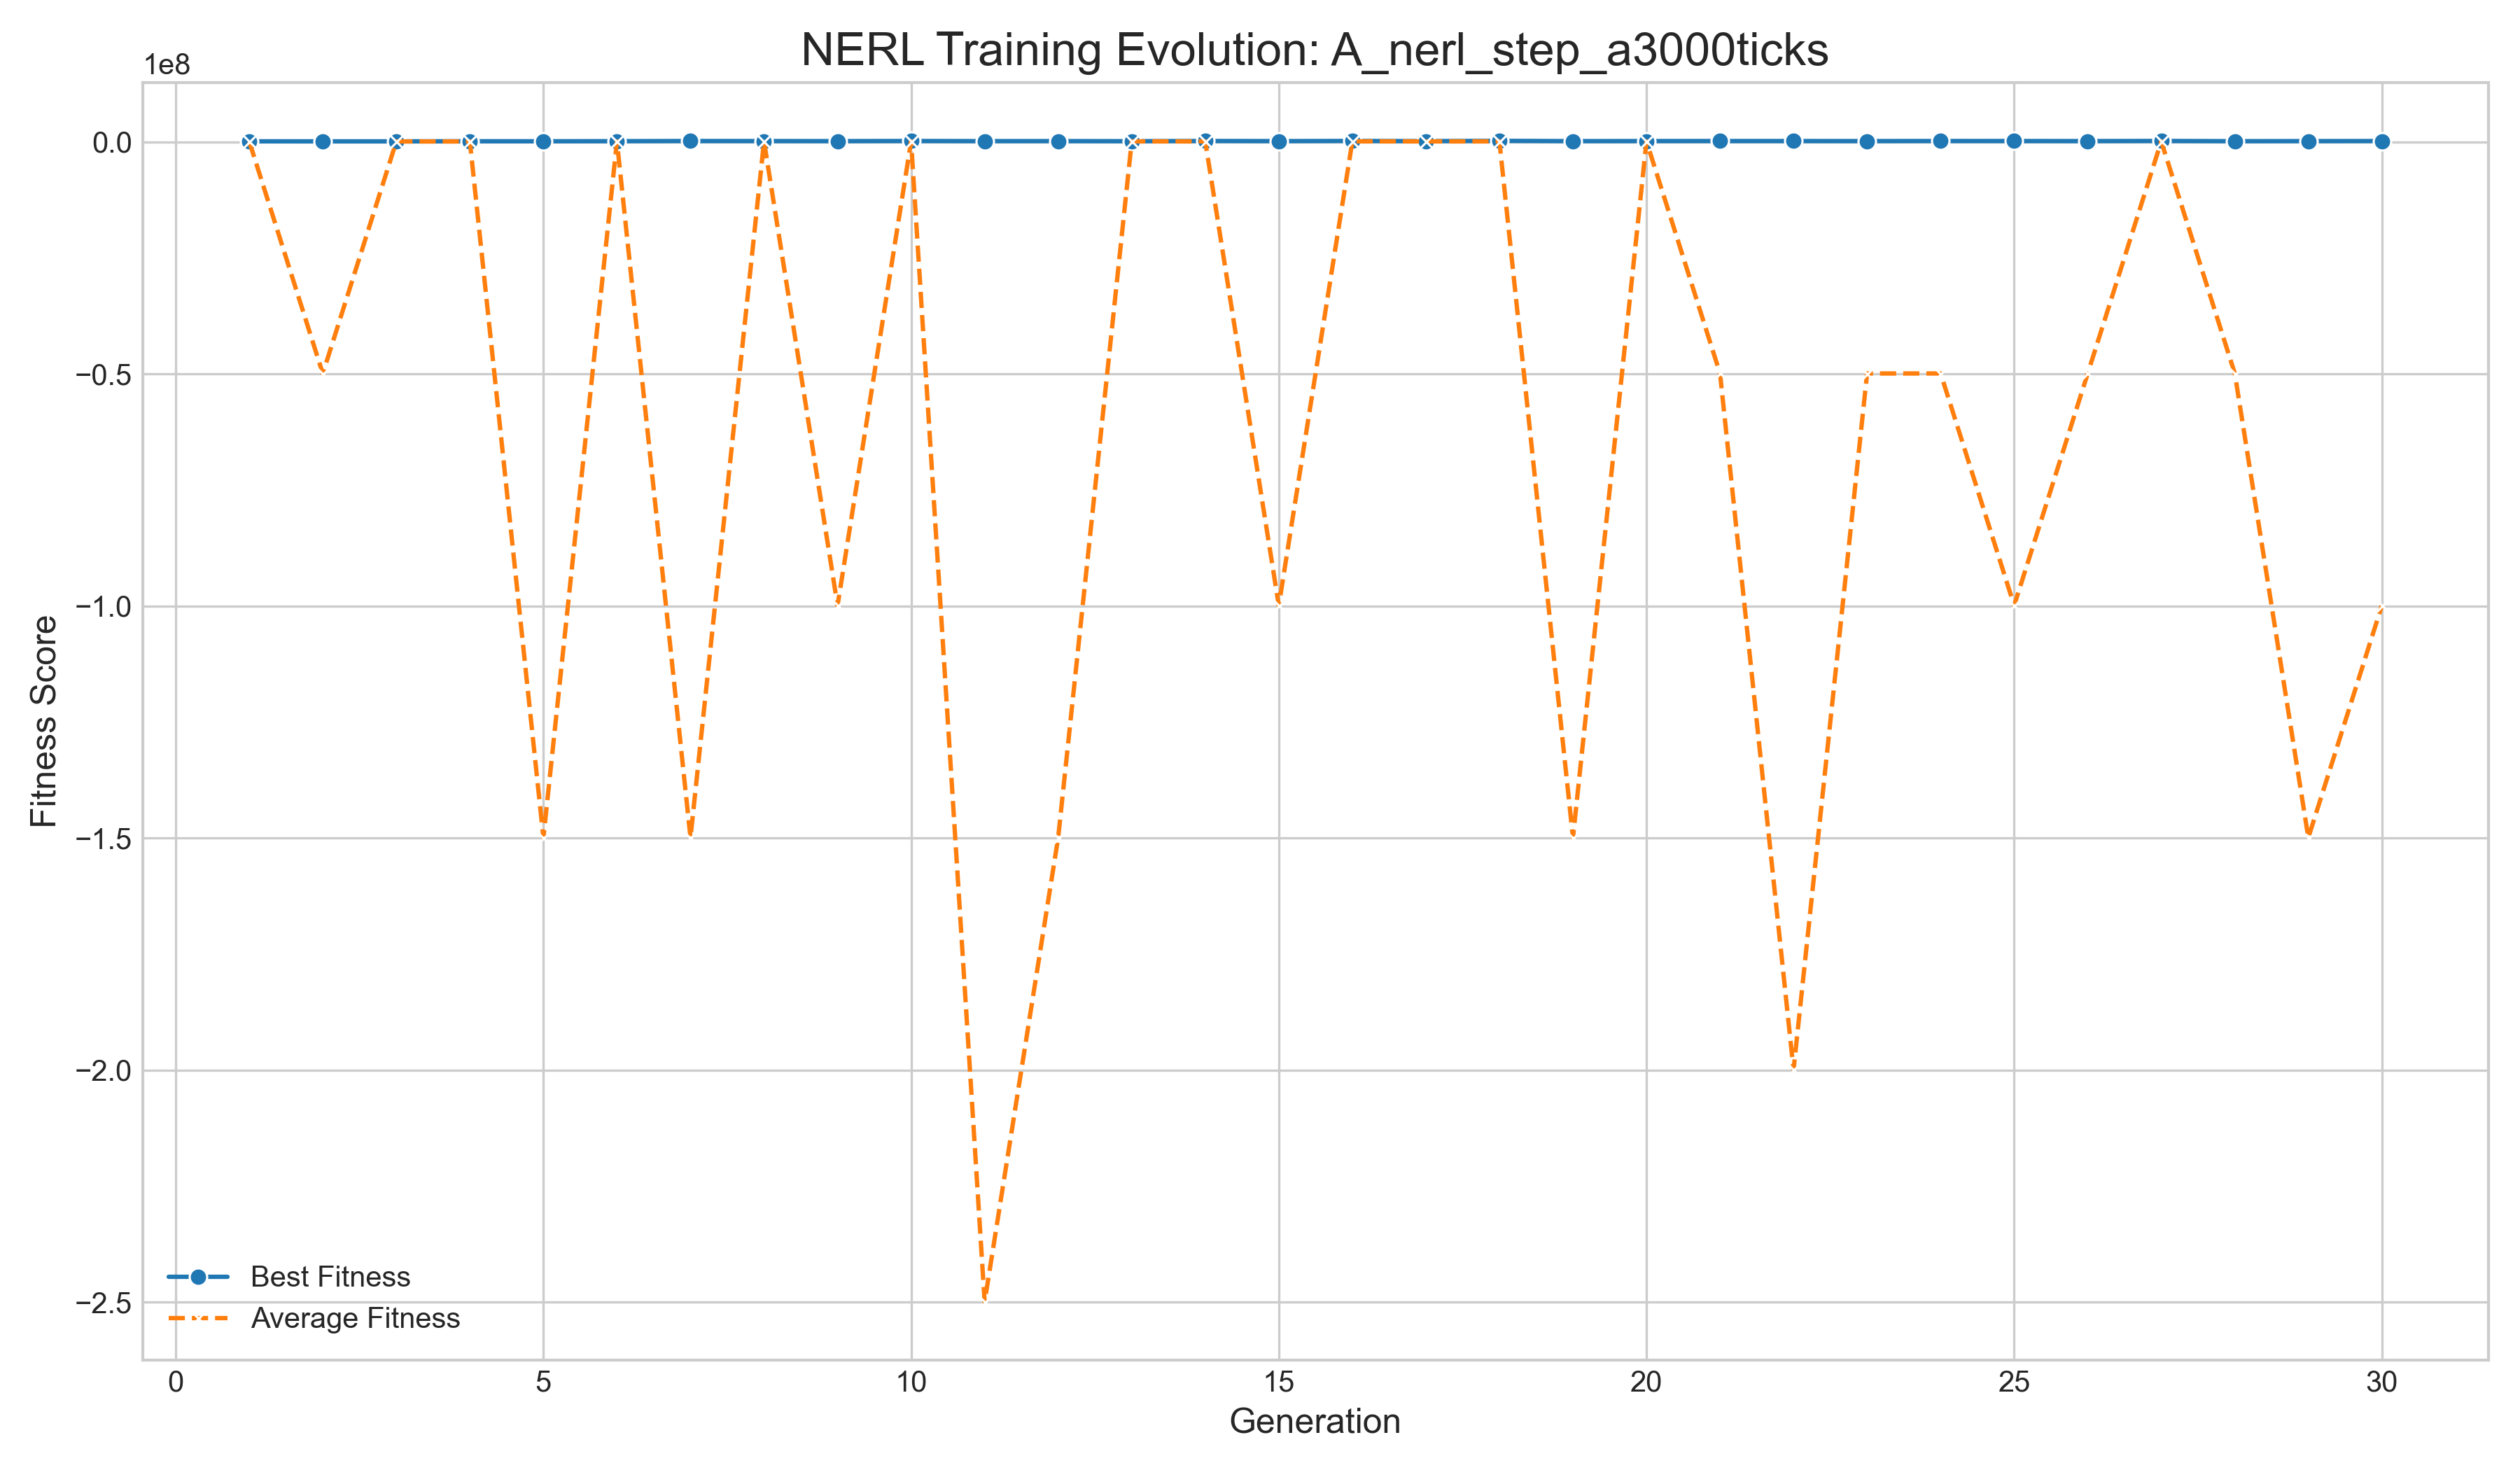 NERL Training Evolution: A_nerl_step_a3000ticks
1e8
0.0
−0.5
−1.0
−1.5
−2.0
−2.5
Fitness Score
Best Fitness
Average Fitness
0 5 10 15 20 25 30
Generation